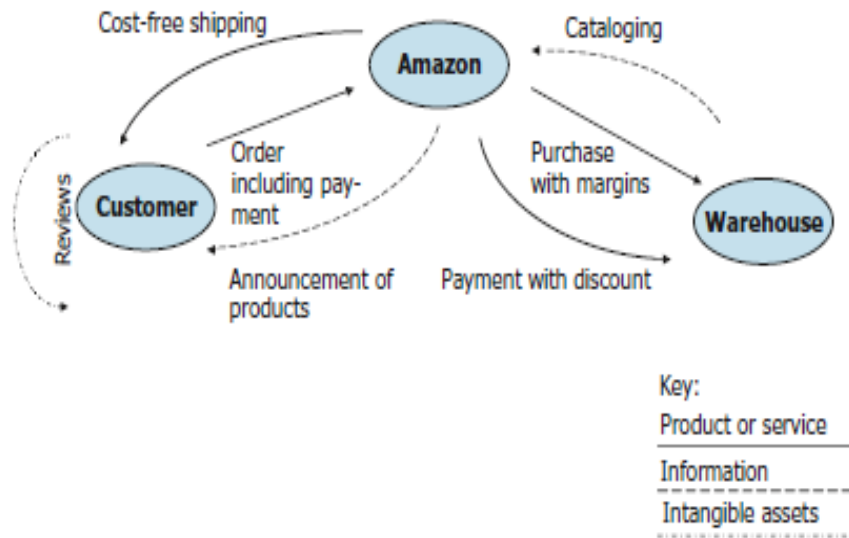 Cost-free shipping
Cataloging
Amazon
Order
including pay-
ment
Purchase
with margins
Reviews
Customer
Warehouse
Announcement of
products
Payment with discount
Key:
Product or service
Information
Intangible assets